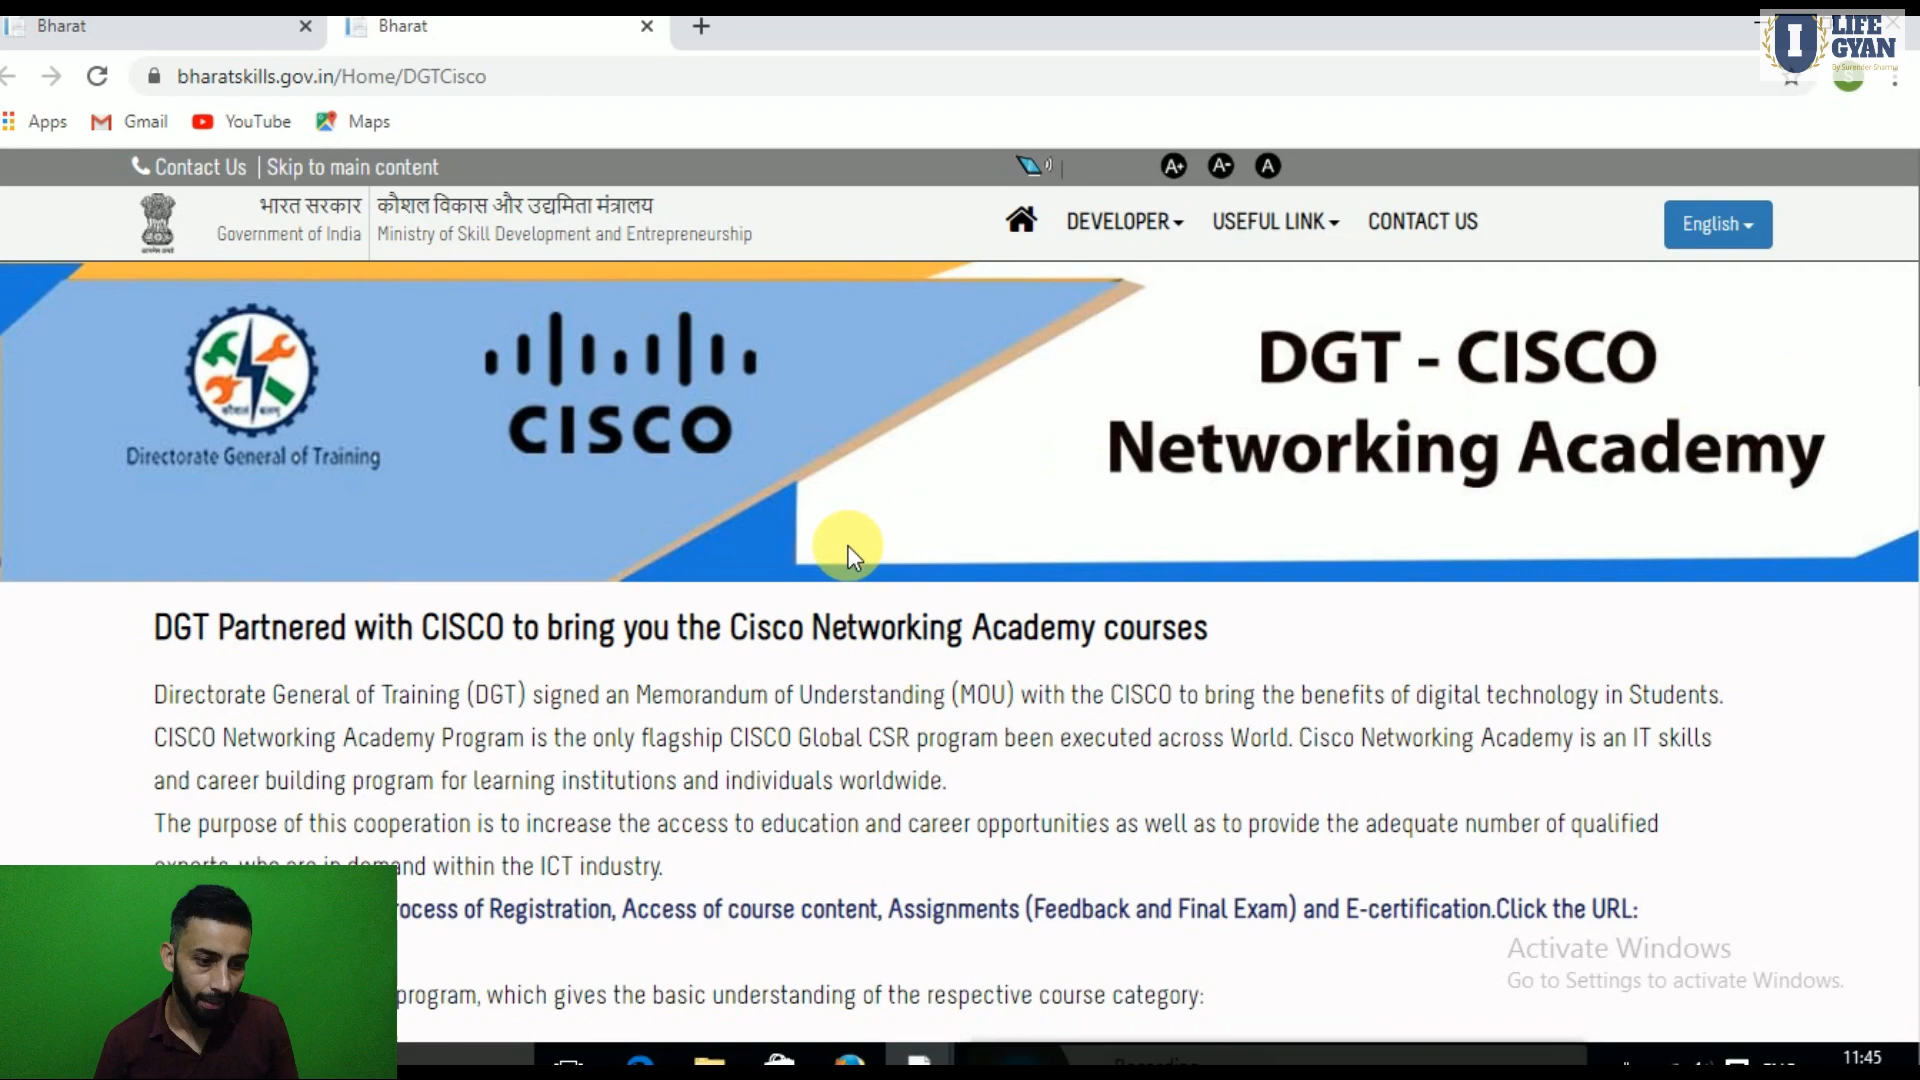 Bharat
Bharat
LIFE
GYAN
By Surender Sharma
bharatskills.gov.in/Home/DGTCisco
S
Apps Gmail YouTube Maps
Contact Us | Skip to main content
A+ A- A
भारत सरकार
Government of India
कौशल विकास और उद्यमिता मंत्रालय
Ministry of Skill Development and Entrepreneurship
DEVELOPER USEFUL LINK CONTACT US
English
Directorate General of Training
CISCO
DGT - CISCO
Networking Academy
DGT Partnered with CISCO to bring you the Cisco Networking Academy courses
Directorate General of Training (DGT) signed an Memorandum of Understanding (MOU) with the CISCO to bring the benefits of digital technology in Students.
CISCO Networking Academy Program is the only flagship CISCO Global CSR program been executed across World. Cisco Networking Academy is an IT skills
and career building program for learning institutions and individuals worldwide.
The purpose of this cooperation is to increase the access to education and career opportunities as well as to provide the adequate number of qualified
experts, who are in demand within the ICT industry.
of Registration, Access of course content, Assignments (Feedback and Final Exam) and E-certification.Click the URL:
Activate Windows
Go to Settings to activate Windows.
program, which gives the basic understanding of the respective course category:
11:45